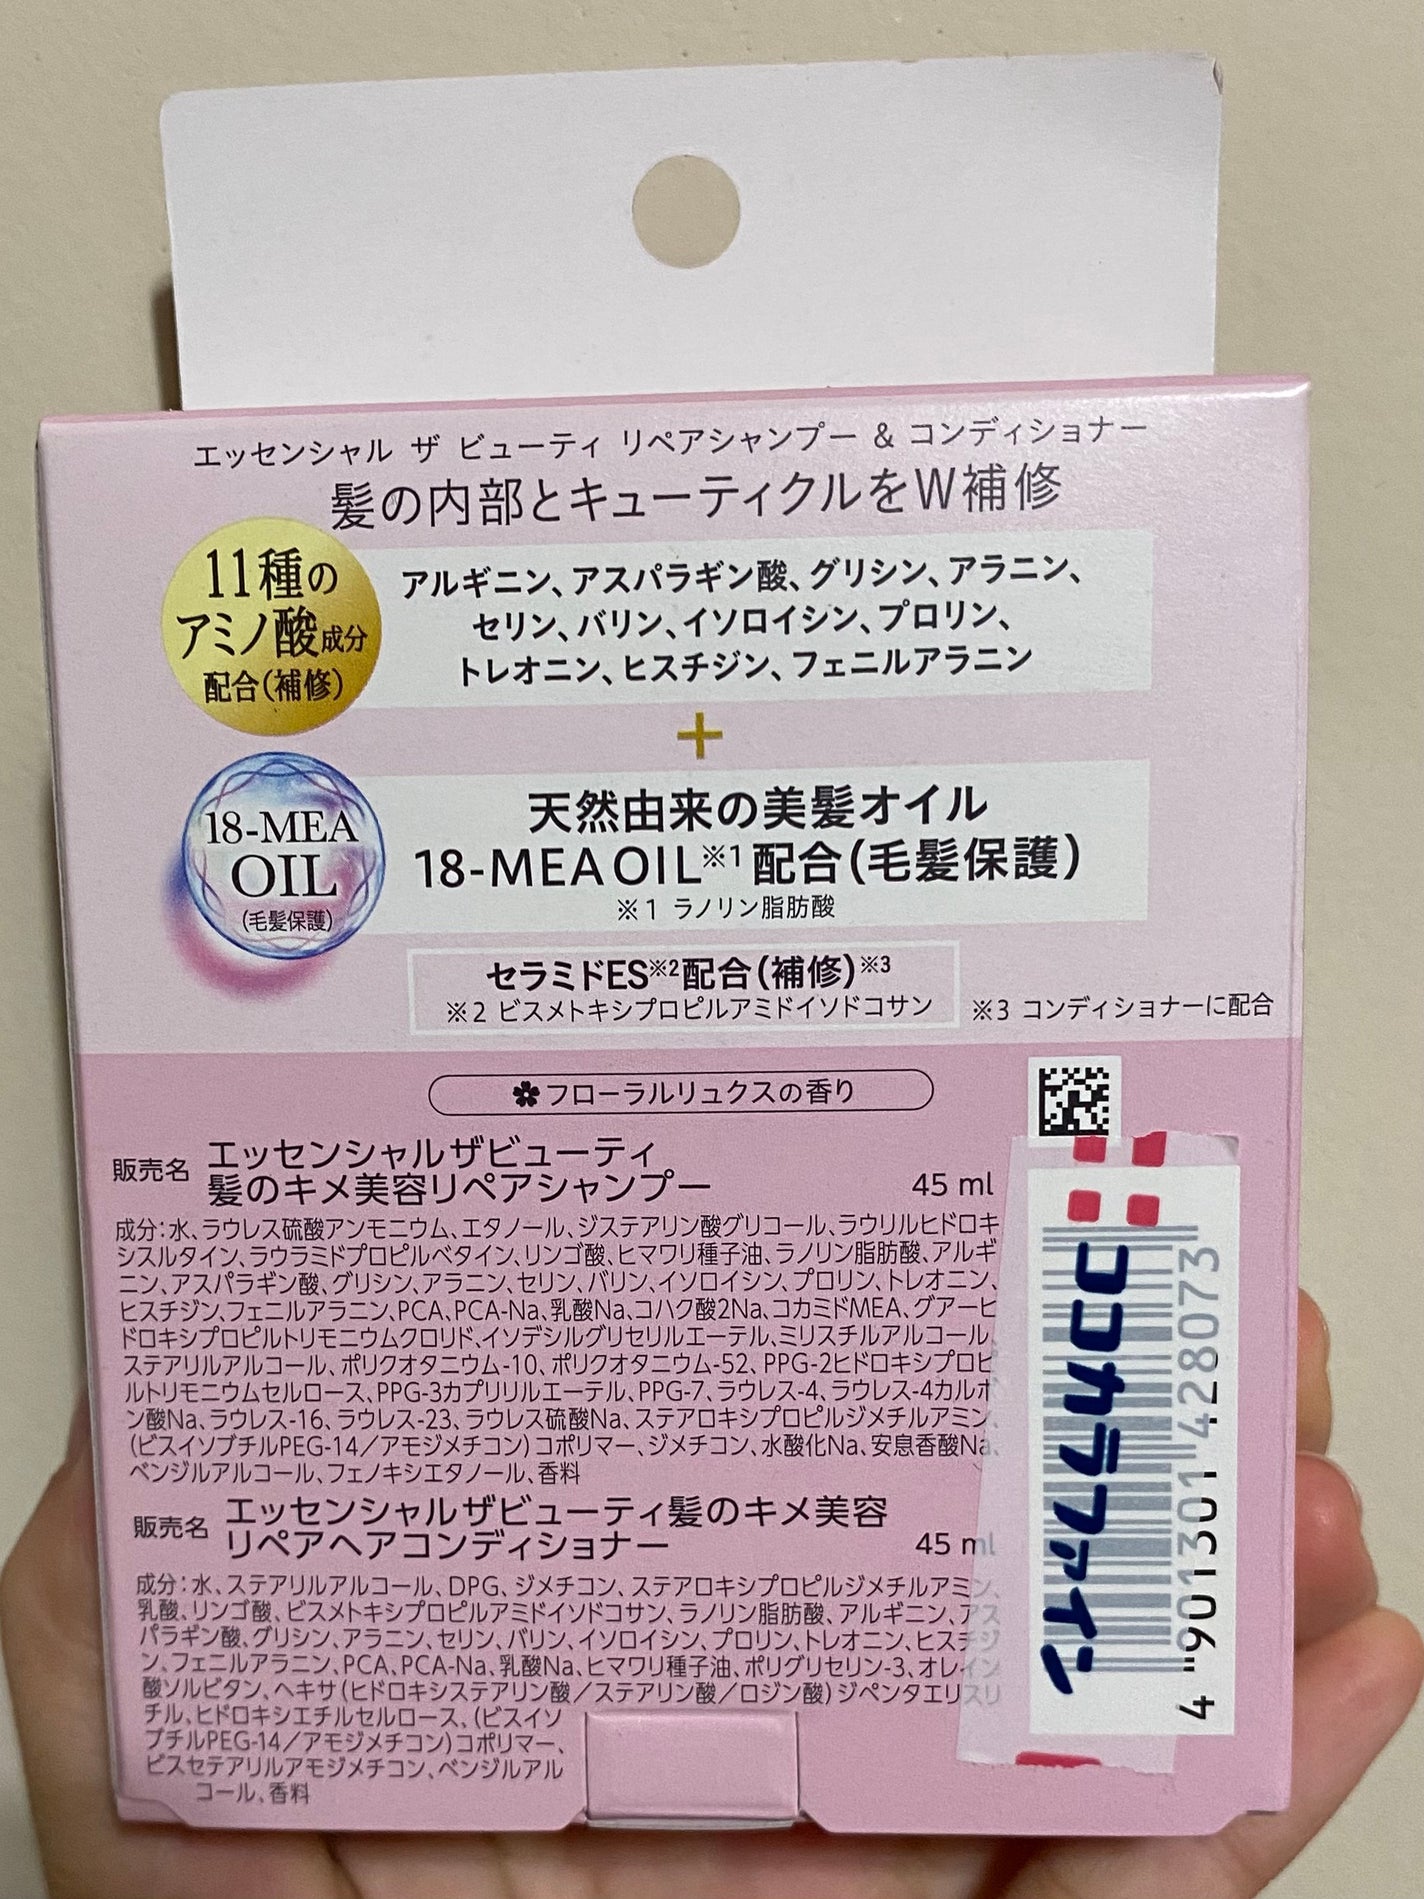 エッセンシャル ザ ビューティ リペアシャンプー & コンディショナー
髪の内部とキューティクルをW補修
11種の
アミノ酸成分
配合(補修)
アルギニン、アスパラギン酸、グリシン、アラニン、
セリン、バリン、イソロイシン、プロリン、
トレオニン、ヒスチジン、フェニルアラニン
+
18-MEA
OIL
(毛髪保護)
天然由来の美髪オイル
18-MEA OIL※1配合(毛髪保護)
※1 ラノリン脂肪酸
セラミドES※2配合(補修)※3
※2 ビスメトキシプロピルアミドイソドコサン
※3 コンディショナーに配合
フローラルリュクスの香り
販売名 エッセンシャルザビューティ
髪のキメ美容リペアシャンプー 45 ml
成分:水、ラウレス硫酸アンモニウム、エタノール、ジステアリン酸グリコール、ラウリルヒドロキ
シスルタイン、ラウラミドプロピルベタイン、リンゴ酸、ヒマワリ種子油、ラノリン脂肪酸、アルギ
ニン、アスパラギン酸、グリシン、アラニン、セリン、バリン、イソロイシン、プロリン、トレオニン、
ヒスチジン、フェニルアラニン、PCA、PCA-Na、乳酸Na、コハク酸2Na、コカミドMEA、グアーヒ
ドロキシプロピルトリモニウムクロリド、イソデシルグリセリルエーテル、ミリスチルアルコール、
ステアリルアルコール、ポリクオタニウム-10、ポリクオタニウム-52、PPG-2ヒドロキシプロピ
ルトリモニウムセルロース、PPG-3カプリリルエーテル、PPG-7、ラウレス-4、ラウレス-4カルボ
ン酸Na、ラウレス-16、ラウレス-23、ラウレス硫酸Na、ステアロキシプロピルジメチルアミン、
(ビスイソブチルPEG-14/アモジメチコン)コポリマー、ジメチコン、水酸化Na、安息香酸Na、
ベンジルアルコール、フェノキシエタノール、香料
販売名 エッセンシャルザビューティ髪のキメ美容
リペアヘアコンディショナー 45 ml
成分:水、ステアリルアルコール、DPG、ジメチコン、ステアロキシプロピルジメチルアミン、
乳酸、リンゴ酸、ビスメトキシプロピルアミドイソドコサン、ラノリン脂肪酸、アルギニン、アス
パラギン酸、グリシン、アラニン、セリン、バリン、イソロイシン、プロリン、トレオニン、ヒスチジ
ン、フェニルアラニン、PCA、PCA-Na、乳酸Na、ヒマワリ種子油、ポリグリセリン-3、オレイン
酸ソルビタン、ヘキサ(ヒドロキシステアリン酸/ステアリン酸/ロジン酸)ジペンタエリスリ
チル、ヒドロキシエチルセルロース、(ビスイソ
ブチルPEG-14/アモジメチコン)コポリマー、
ビスセテアリルアモジメチコン、ベンジルアル
コール、香料
ココカラファイン
4 901301 428073